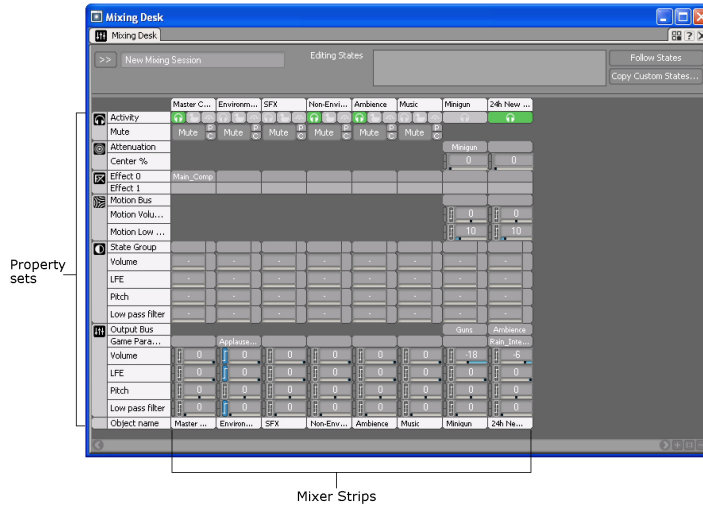 Mixing Desk
Mixing Desk
>> New Mixing Session Editing States Follow States
Copy Custom States...
Master C... Environm... SFX Non-Envi... Ambience Music Minigun 24h New ...
Activity
Mute Mute P C Mute P C Mute P C Mute P C Mute P C Mute P C
Attenuation Minigun
Center % 0 0
Effect 0 Main_Comp
Effect 1
Motion Bus
Motion Volu... 0 0
Motion Low ... 10 10
State Group
Volume - - - - - - - -
LFE - - - - - - - -
Pitch - - - - - - - -
Low pass filter - - - - - - - -
Output Bus Guns Ambience
Game Para... Applause... Rain_Inte...
Volume 0 0 0 0 0 0 -18 -6
LFE 0 0 0 0 0 0 0 0
Pitch 0 0 0 0 0 0 0 0
Low pass filter 0 0 0 0 0 0 0 0
Object name Master ... Environ... SFX Non-Env... Ambience Music Minigun 24h Ne...
Property
sets
Mixer Strips